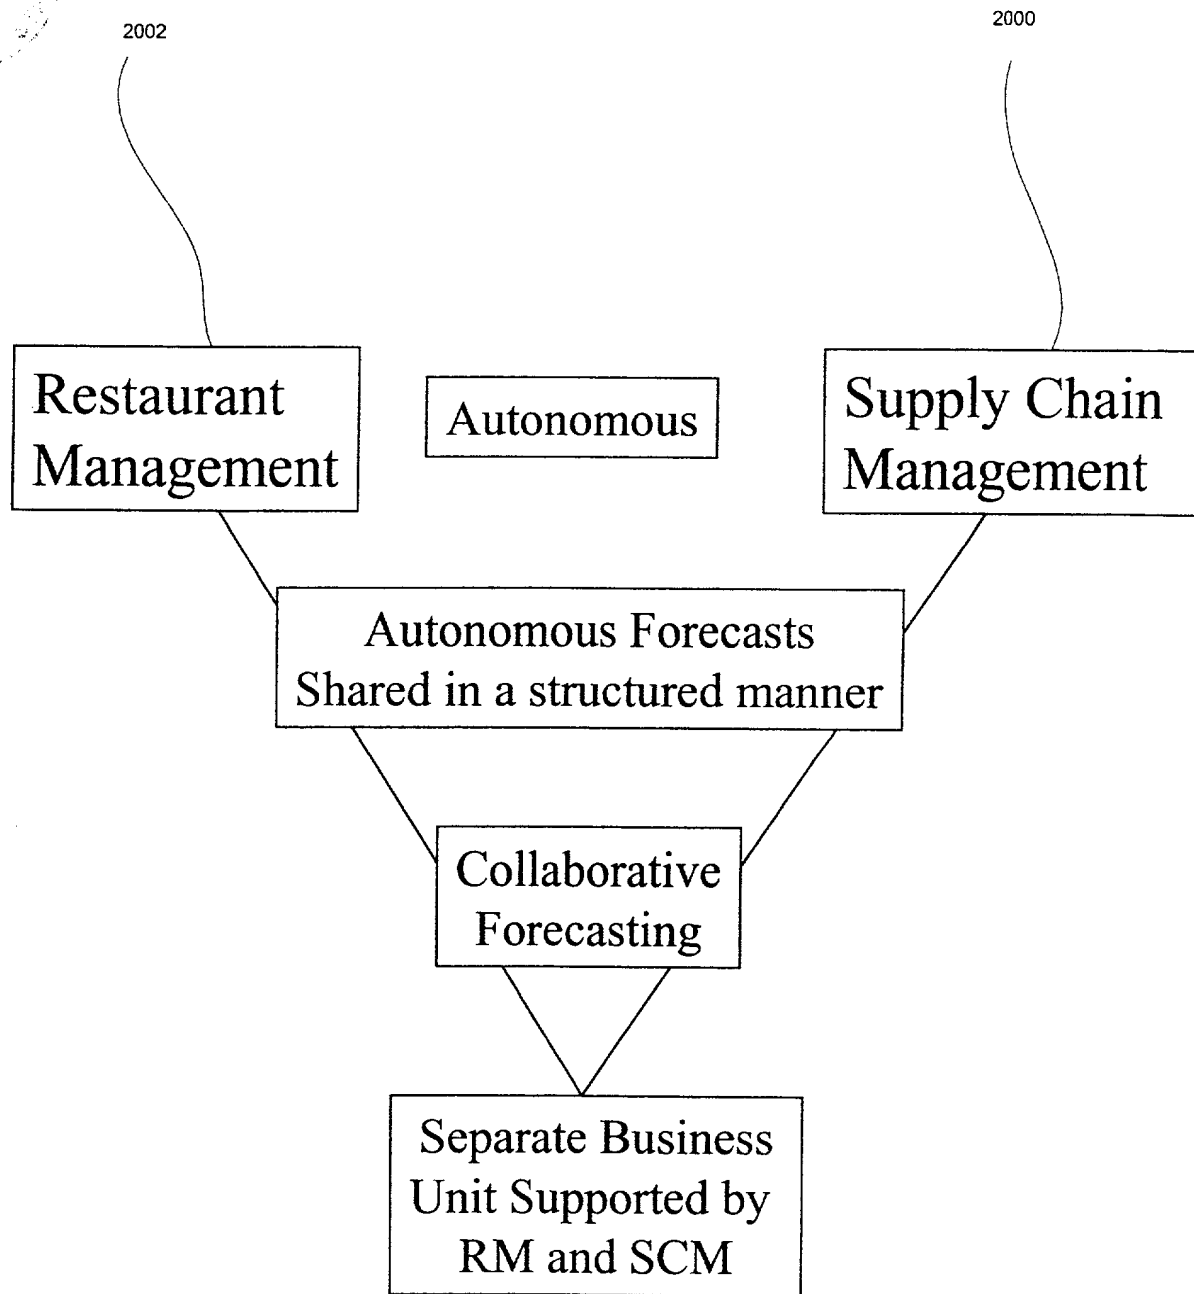 2002
2000
Restaurant
Management
Autonomous
Supply Chain
Management
Autonomous Forecasts
Shared in a structured manner
Collaborative
Forecasting
Separate Business
Unit Supported by
RM and SCM